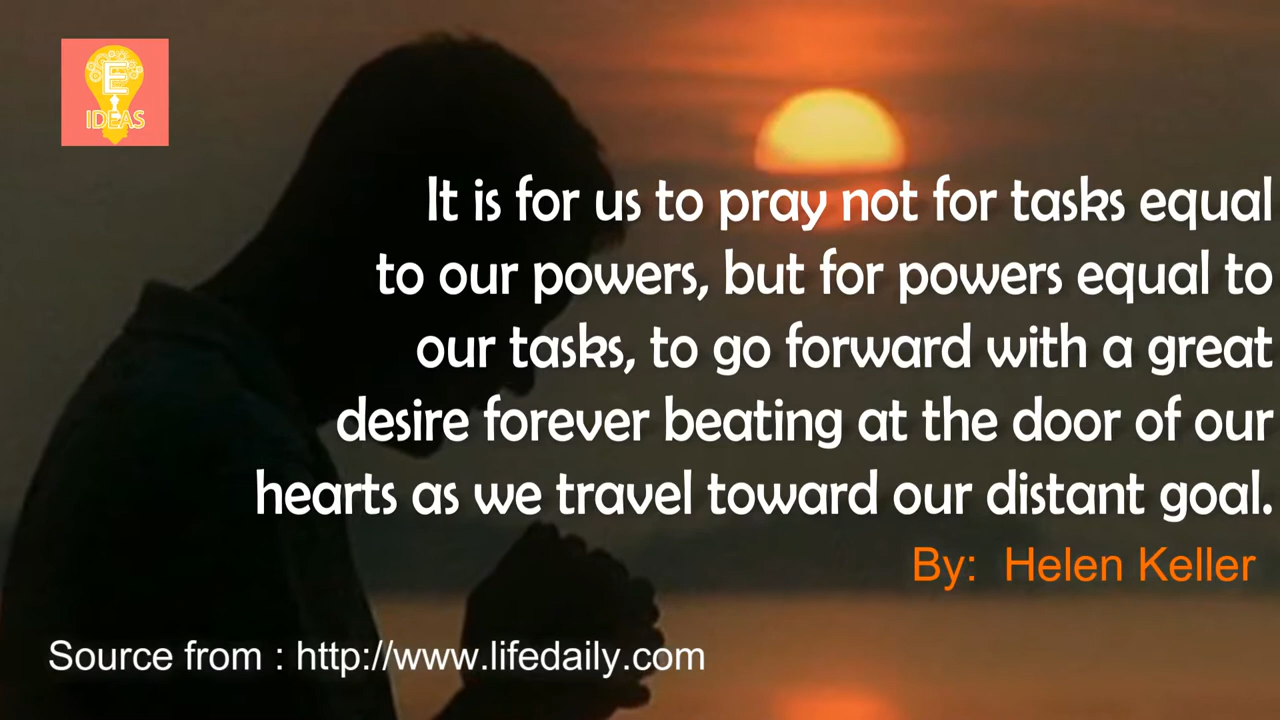 E
IDEAS
It is for us to pray not for tasks equal
to our powers, but for powers equal to
our tasks, to go forward with a great
desire forever beating at the door of our
hearts as we travel toward our distant goal.
By: Helen Keller
Source from : http://www.lifedaily.com